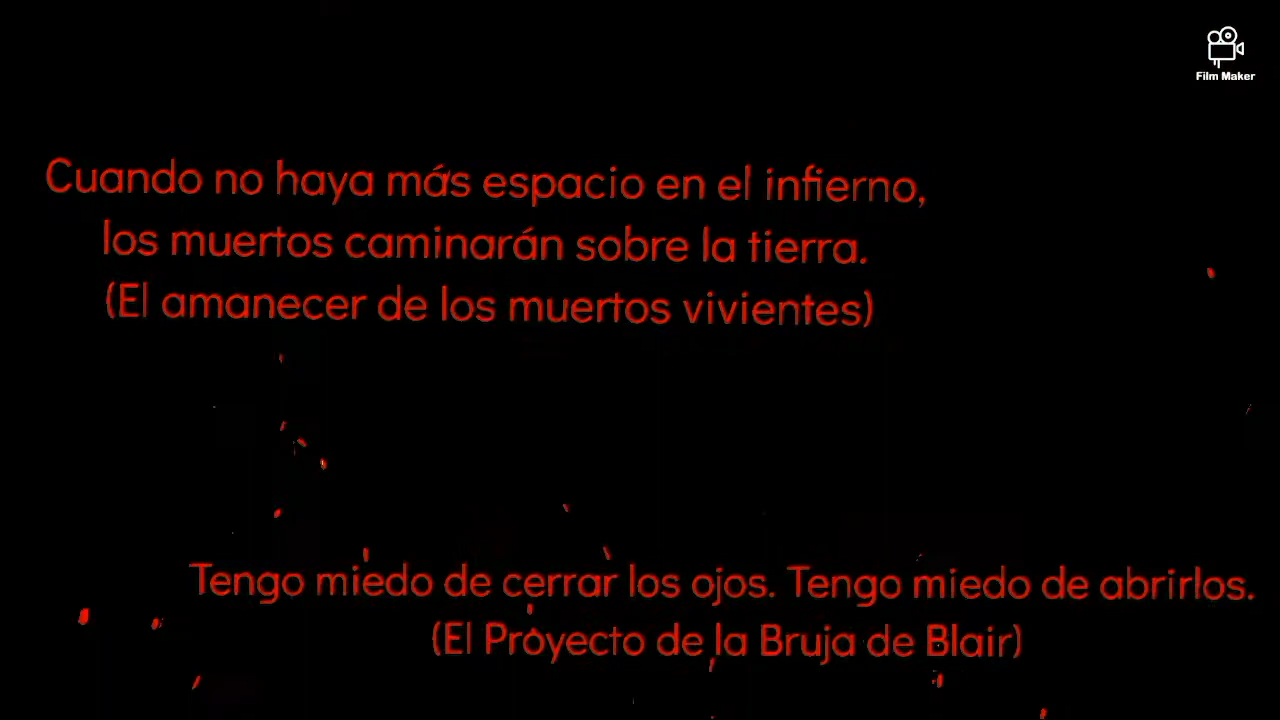 Film Maker
Cuando no haya más espacio en el infierno,
los muertos caminarán sobre la tierra.
(El amanecer de los muertos vivientes)
Tengo miedo de cerrar los ojos. Tengo miedo de abrirlos.
(El Proyecto de la Bruja de Blair)